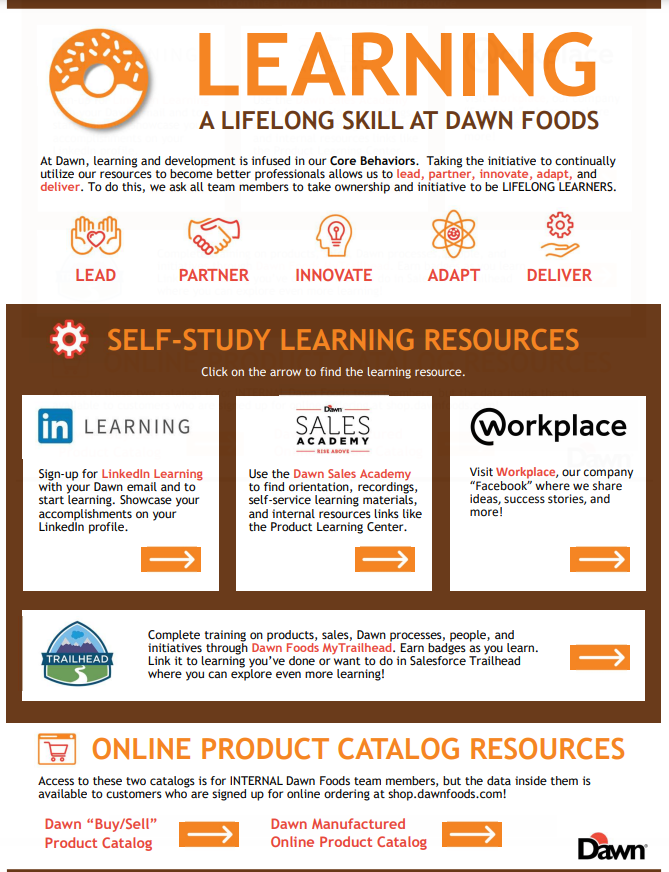 LEARNING
A LIFELONG SKILL AT DAWN FOODS
At Dawn, learning and development is infused in our Core Behaviors. Taking the initiative to continually
utilize our resources to become better professionals allows us to lead, partner, innovate, adapt, and
deliver. To do this, we ask all team members to take ownership and initiative to be LIFELONG LEARNERS.
LEAD
PARTNER
INNOVATE
ADAPT
DELIVER
SELF-STUDY LEARNING RESOURCES
Click on the arrow to find the learning resource.
in LEARNING
Sign-up for LinkedIn Learning
with your Dawn email and to
start learning. Showcase your
accomplishments on your
LinkedIn profile.
Dawn
SALES
ACADEMY
RISE ABOVE
Use the Dawn Sales Academy
to find orientation, recordings,
self-service learning materials,
and internal resources links like
the Product Learning Center.
Workplace
Visit Workplace, our company
“Facebook” where we share
ideas, success stories, and
more!
TRAILHEAD
Complete training on products, sales, Dawn processes, people, and
initiatives through Dawn Foods MyTrailhead. Earn badges as you learn.
Link it to learning you’ve done or want to do in Salesforce Trailhead
where you can explore even more learning!
ONLINE PRODUCT CATALOG RESOURCES
Access to these two catalogs is for INTERNAL Dawn Foods team members, but the data inside them is
available to customers who are signed up for online ordering at shop.dawnfoods.com!
Dawn “Buy/Sell”
Product Catalog
Dawn Manufactured
Online Product Catalog
Dawn